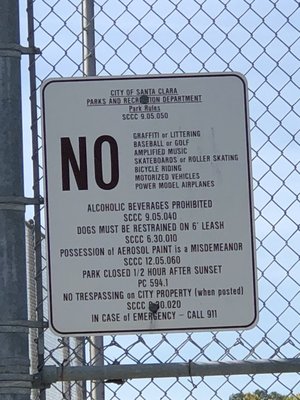 CITY OF SANTA CLARA
PARKS AND RECREATION DEPARTMENT
Park Rules
SCCC 9.05.050
NO
GRAFFITI or LITTERING
BASEBALL or GOLF
AMPLIFIED MUSIC
SKATEBOARDS or ROLLER SKATING
BICYCLE RIDING
MOTORIZED VEHICLES
POWER MODEL AIRPLANES
ALCOHOLIC BEVERAGES PROHIBITED
SCCC 9.05.040
DOGS MUST BE RESTRAINED ON 6' LEASH
SCCC 6.30.010
POSSESSION of AEROSOL PAINT is a MISDEMEANOR
SCCC 12.05.060
PARK CLOSED 1/2 HOUR AFTER SUNSET
PC 594.1
NO TRESPASSING on CITY PROPERTY (when posted)
SCCC 9.20.020
IN CASE of EMERGENCY - CALL 911